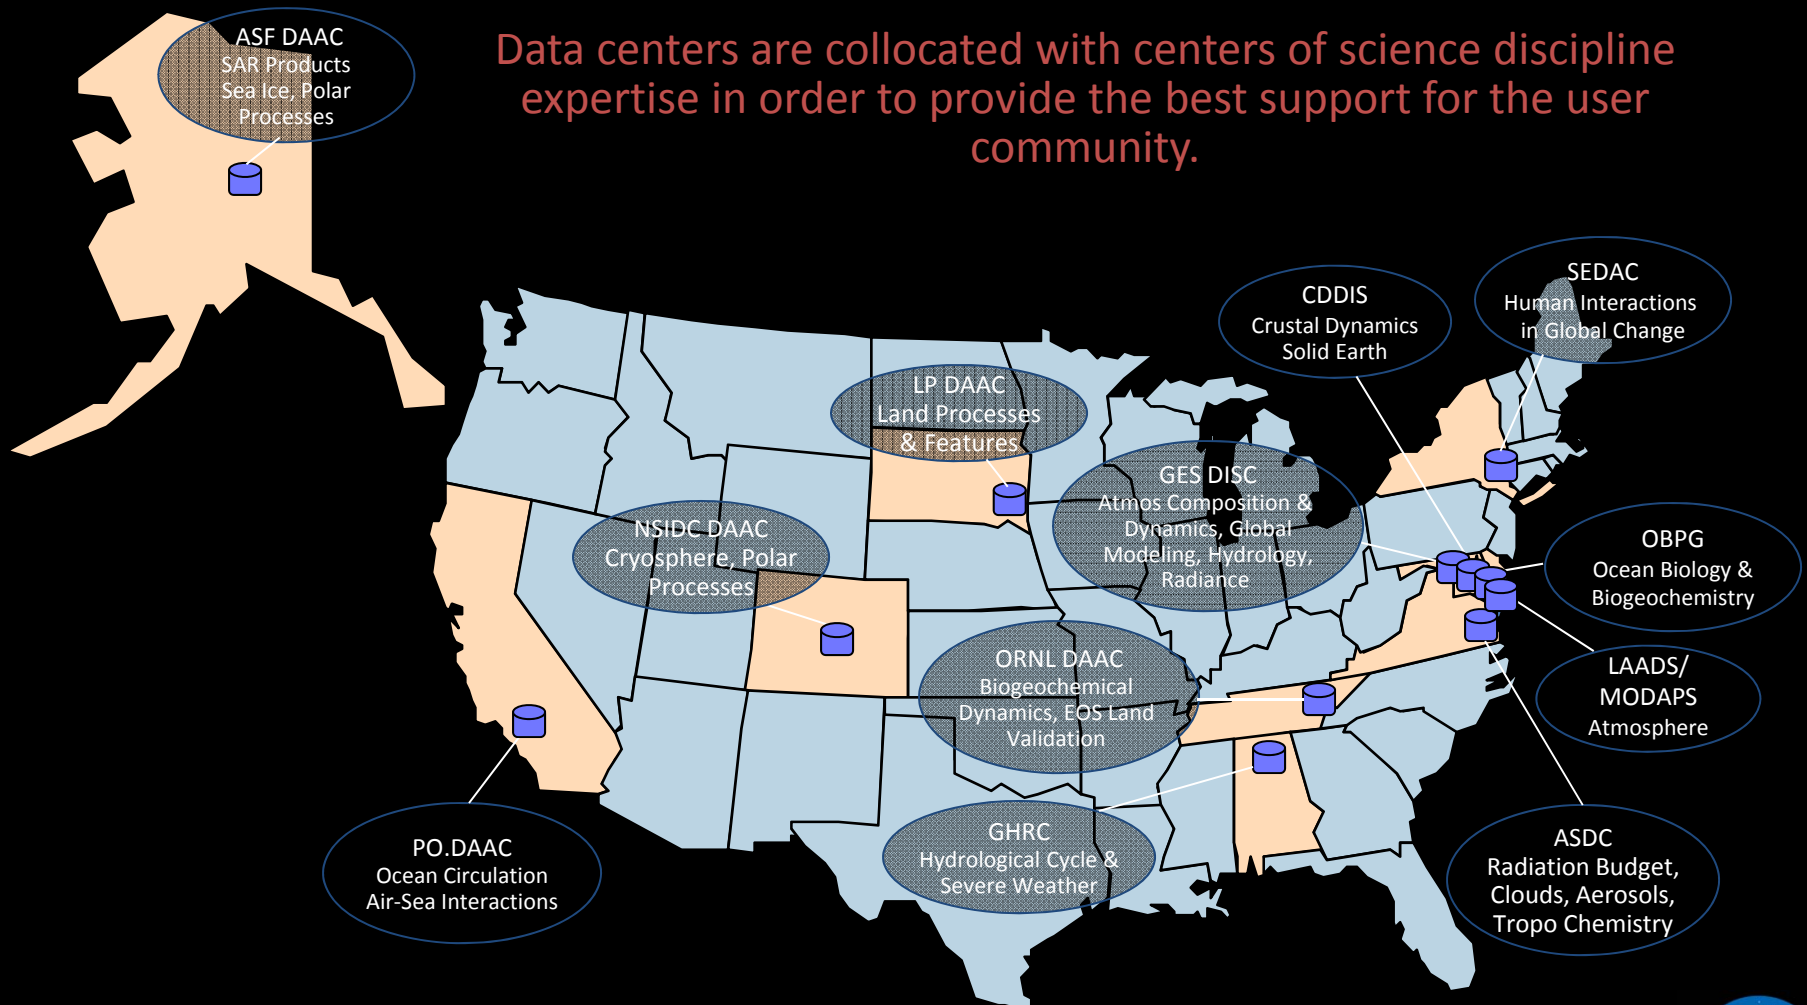 Data centers are collocated with centers of science discipline
expertise in order to provide the best support for the user
community.
ASF DAAC
SAR Products
Sea Ice, Polar
Processes
SEDAC
Human Interactions
in Global Change
CDDIS
Crustal Dynamics
Solid Earth
LP DAAC
Land Processes
& Features
GES DISC
Atmos Composition &
Dynamics, Global
Modeling, Hydrology,
Radiance
NSIDC DAAC
Cryosphere, Polar
Processes
OBPG
Ocean Biology &
Biogeochemistry
ORNL DAAC
Biogeochemical
Dynamics, EOS Land
Validation
LAADS/
MODAPS
Atmosphere
GHRC
Hydrological Cycle &
Severe Weather
PO.DAAC
Ocean Circulation
Air-Sea Interactions
ASDC
Radiation Budget,
Clouds, Aerosols,
Tropo Chemistry